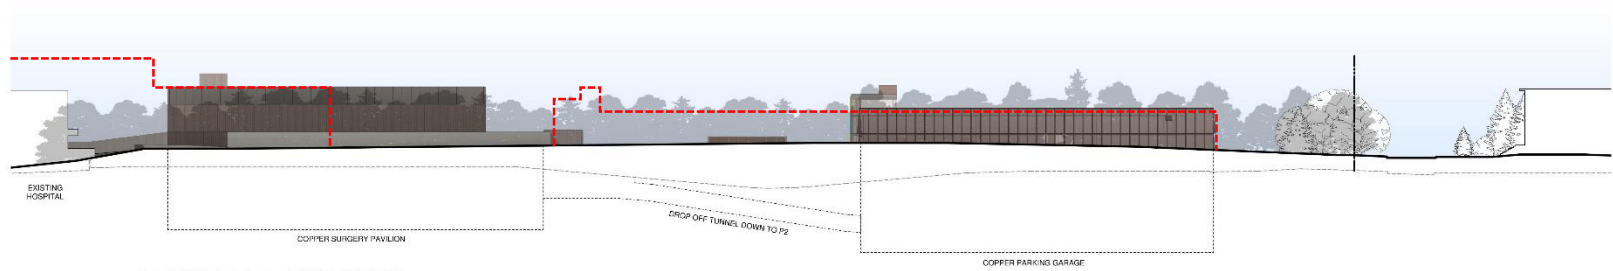 EXISTING
HOSPITAL
COPPER SURGERY PAVILION
DROP OFF TUNNEL DOWN TO P2
COPPER PARKING GARAGE